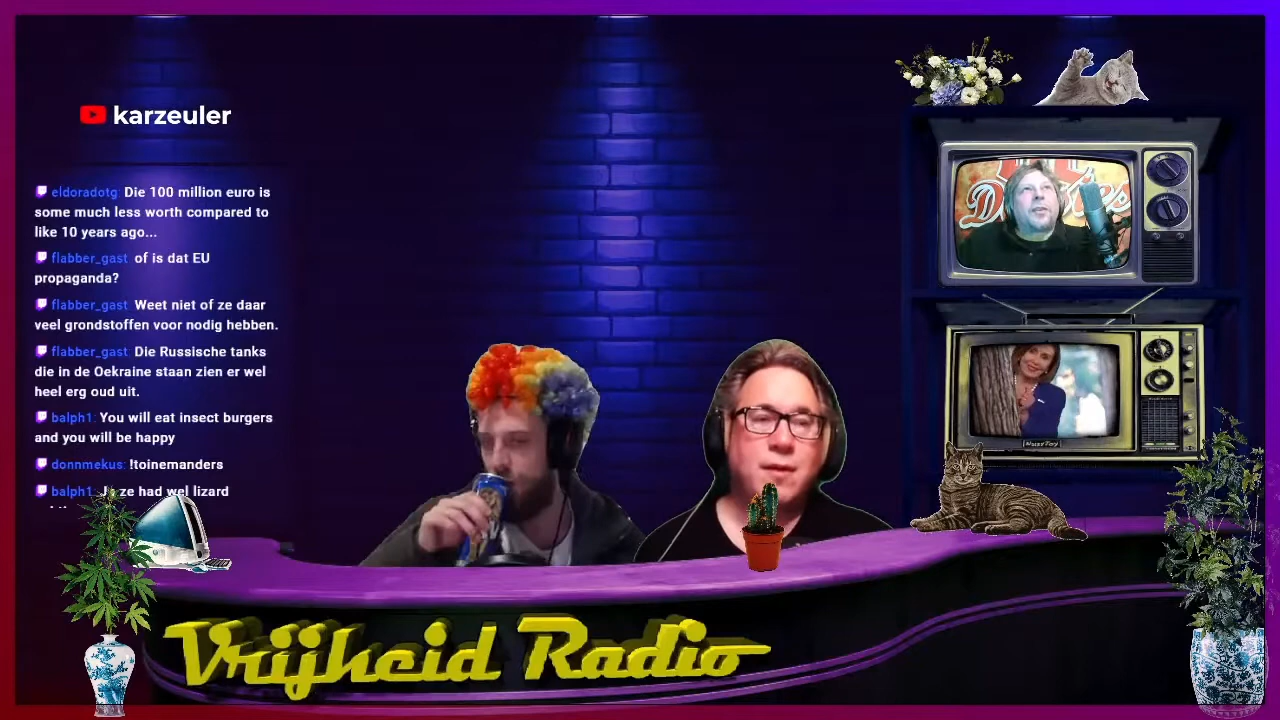 karzeuler
eldoradotg: Die 100 million euro is
some much less worth compared to
like 10 years ago...
flabber_gast: of is dat EU
propaganda?
flabber_gast: Weet niet of ze daar
veel grondstoffen voor nodig hebben.
flabber_gast: Die Russische tanks
die in de Oekraine staan zien er wel
heel erg oud uit.
balph1: You will eat insect burgers
and you will be happy
donnmekus: !toinemanders
balph1: ze had wel lizard
Vrijheid Radio